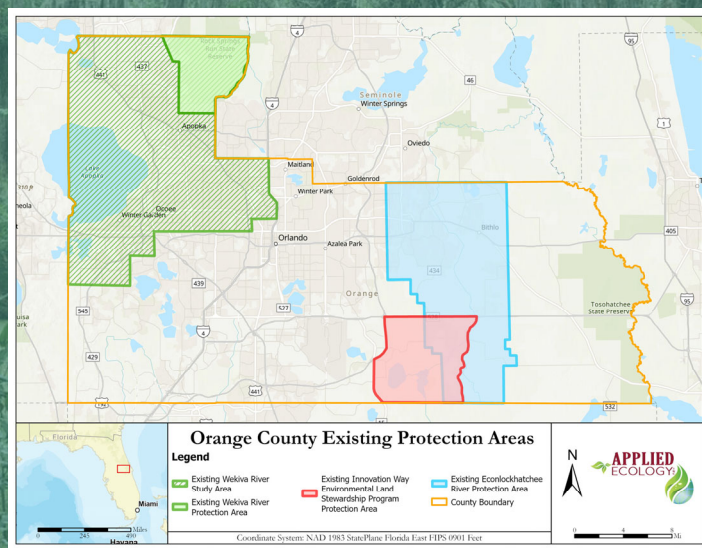 4
95
441
437
Reserve
46
Seminole
Winter Springs
1
Apopka
4
Oviedo
Lake
Apopka
Maitland
Goldenrod
Ocoee
Winter Garden
Winter Park
Bithlo
405
Orlando
Azalea Park
434
439
Orange
527
Tosohatchee
State Preserve
95
545
4
429
441
532
Orange County Existing Protection Areas
Legend
Existing Wekiva River
Study Area
Existing Wekiva River
Protection Area
Existing Innovation Way
Environmental Land
Stewardship Program
Protection Area
Existing Econlockhatchee
River Protection Area
County Boundary
Florida
Miami
Havana
0 245 490 Miles
N
APPLIED
ECOLOGY
0 4 8
Mi
Coordinate System: NAD 1983 StatePlane Florida East FIPS 0901 Feet